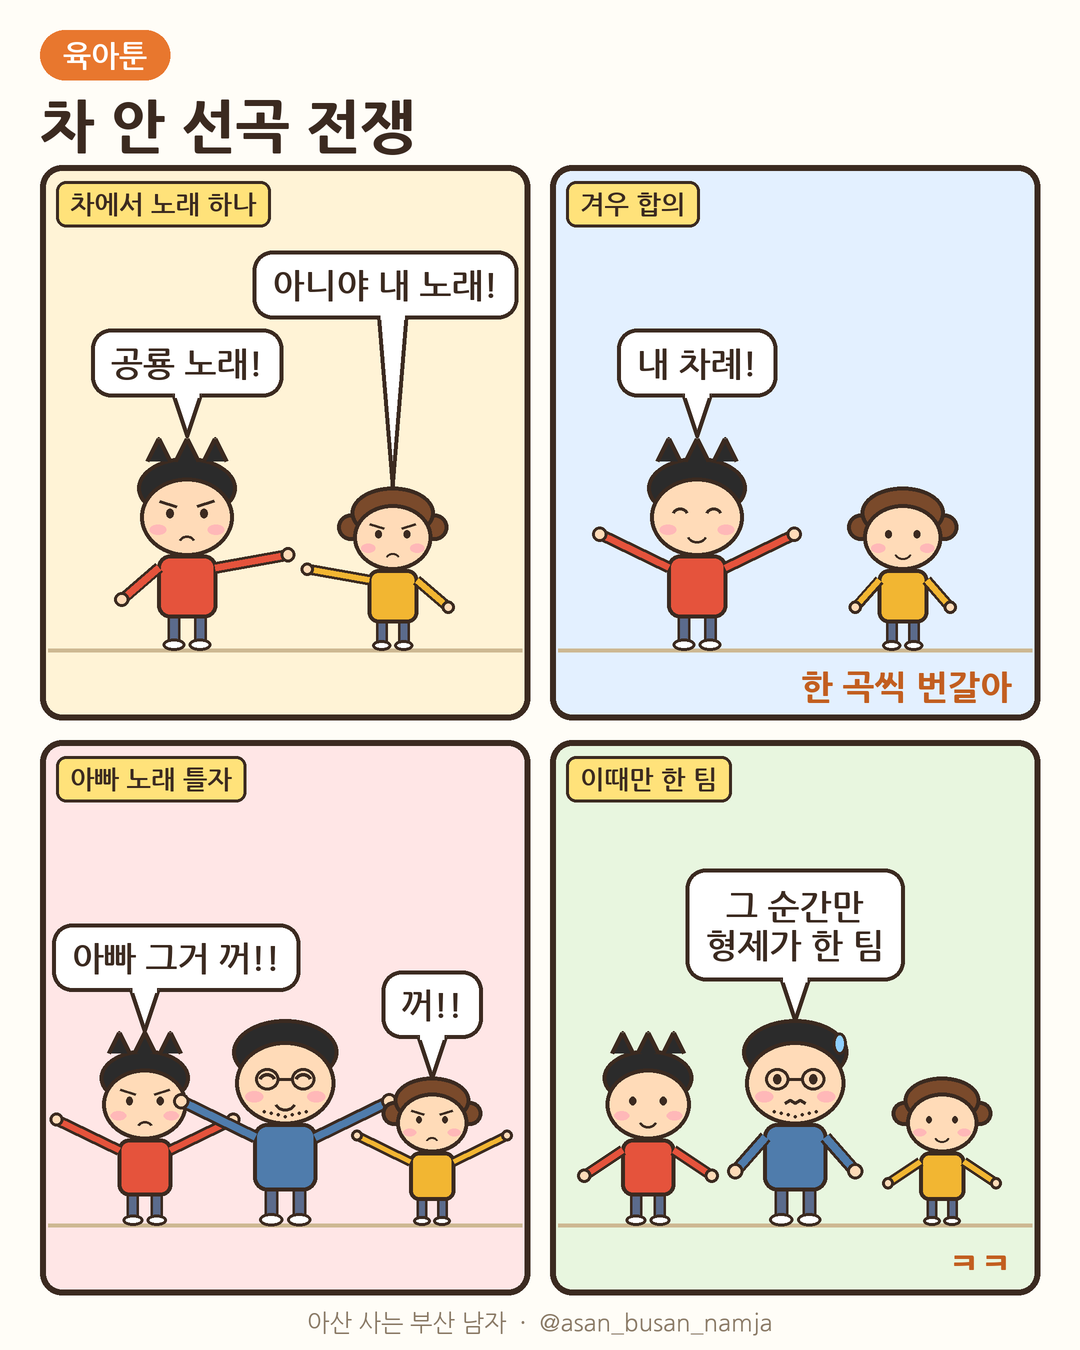 육아툰
차 안 선곡 전쟁
차에서 노래 하나
아니야 내 노래!
공룡 노래!
겨우 합의
내 차례!
한 곡씩 번갈아
아빠 노래 틀자
아빠 그거 꺼!!
꺼!!
이때만 한 팀
그 순간만
형제가 한 팀
ㅋㅋ
아산 사는 부산 남자 · @asan_busan_namja